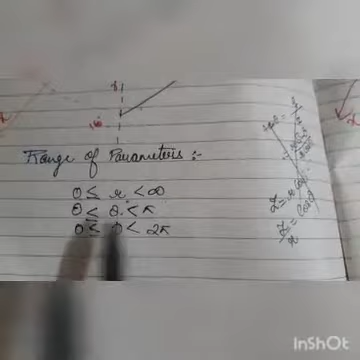 Range of Parameters :-
0 ≤ r < ∞
0 ≤ θ < π
0 ≤ ϕ < 2π
InShOt